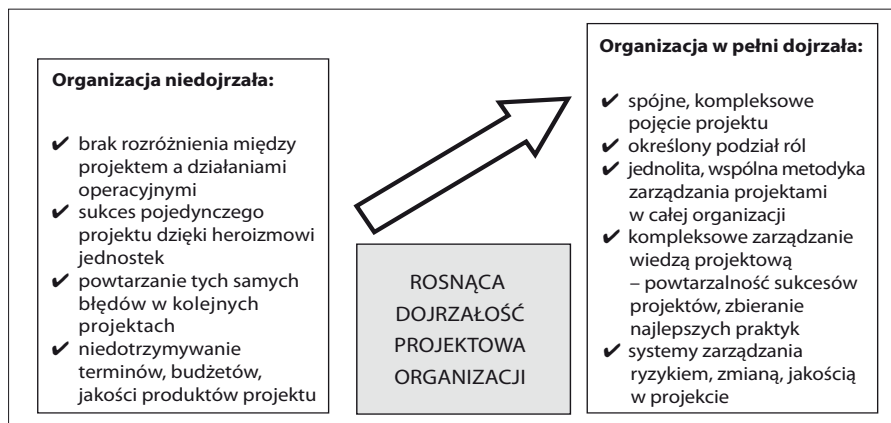 Organizacja niedojrzała:
✔ brak rozróżnienia między
projektem a działaniami
operacyjnymi
✔ sukces pojedynczego
projektu dzięki heroizmowi
jednostek
✔ powtarzanie tych samych
błędów w kolejnych
projektach
✔ niedotrzymywanie
terminów, budżetów,
jakości produktów projektu
ROSNĄCA
DOJRZAŁOŚĆ
PROJEKTOWA
ORGANIZACJI
Organizacja w pełni dojrzała:
✔ spójne, kompleksowe
pojęcie projektu
✔ określony podział ról
✔ jednolita, wspólna metodyka
zarządzania projektami
w całej organizacji
✔ kompleksowe zarządzanie
wiedzą projektową
– powtarzalność sukcesów
projektów, zbieranie
najlepszych praktyk
✔ systemy zarządzania
ryzykiem, zmianą, jakością
w projekcie